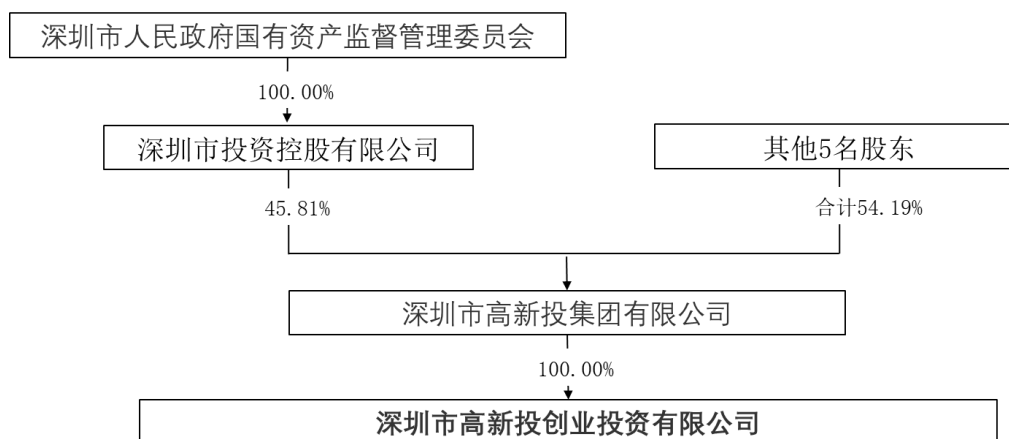 深圳市人民政府国有资产监督管理委员会
100.00%
深圳市投资控股有限公司
其他5名股东
45.81%
合计54.19%
深圳市高新投集团有限公司
100.00%
深圳市高新投创业投资有限公司